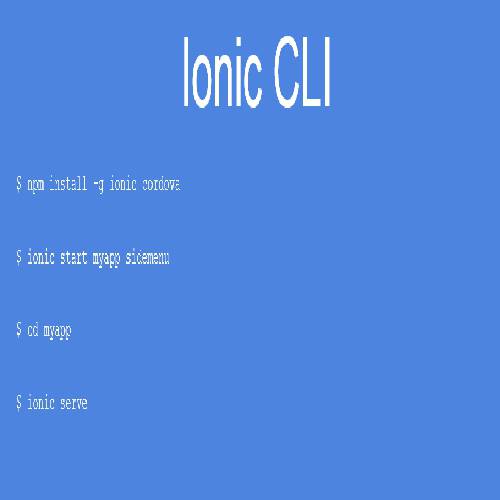 Ionic CLI
$ npm install -g ionic cordova
$ ionic start myapp sidemenu
$ cd myapp
$ ionic serve